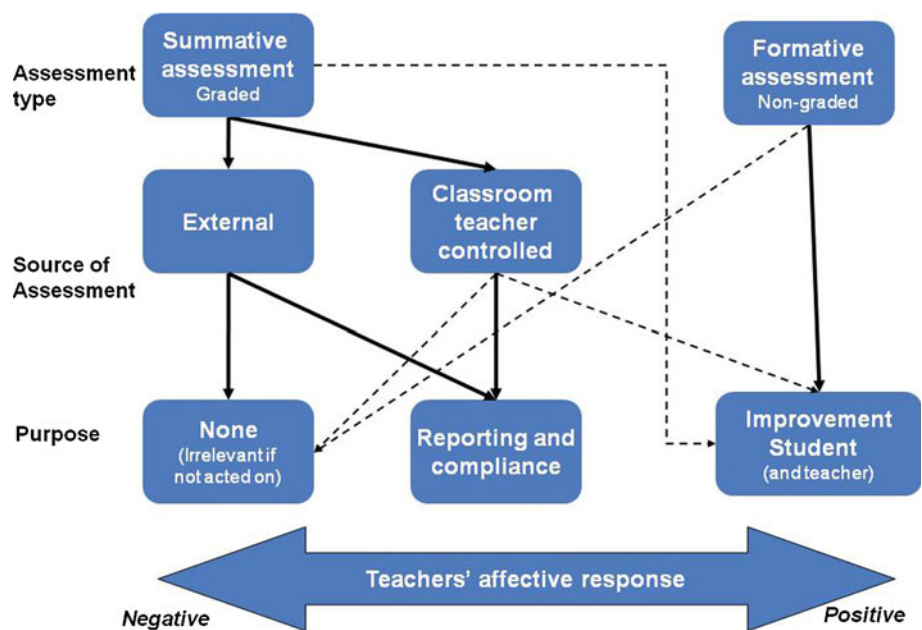 Summative
assessment
Graded
Formative
assessment
Non-graded
Assessment
type
External
Classroom
teacher
controlled
Source of
Assessment
Purpose
None
(Irrelevant if
not acted on)
Reporting and
compliance
Improvement
Student
(and teacher)
Teachers’ affective response
Negative
Positive